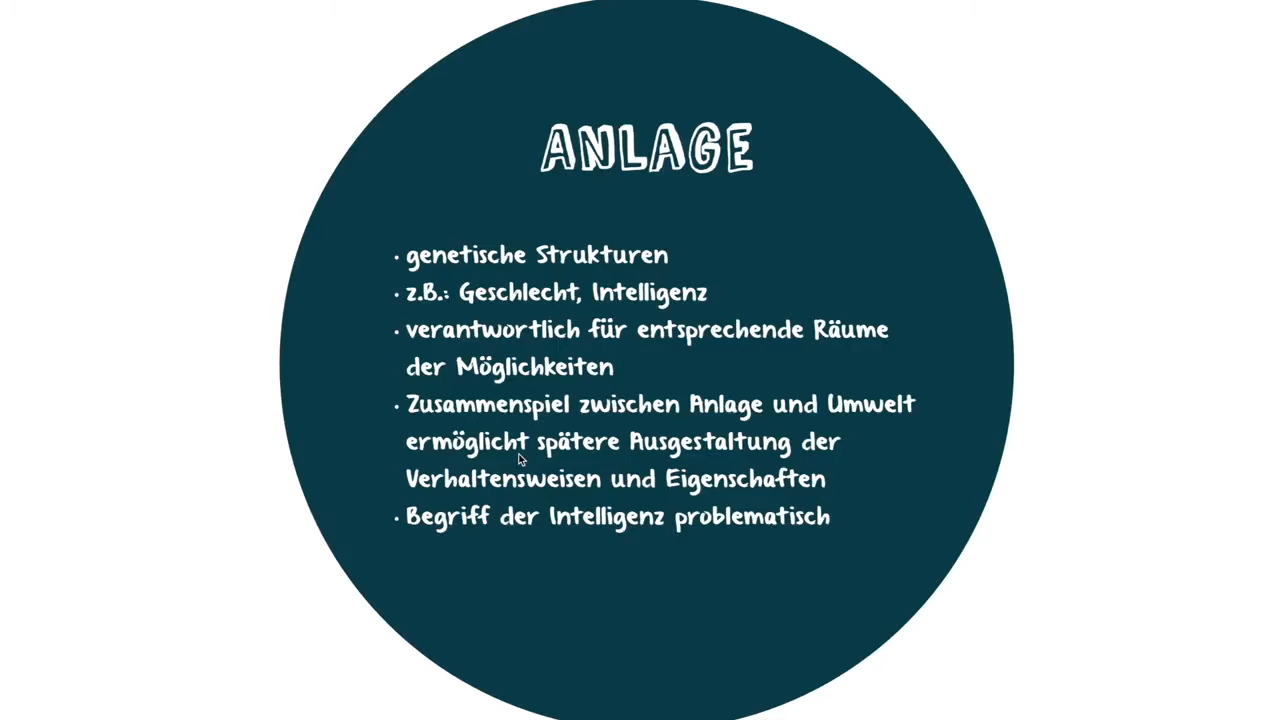 ANLAGE
· genetische Strukturen
· z.B.: Geschlecht, Intelligenz
· verantwortlich für entsprechende Räume
der Möglichkeiten
· Zusammenspiel zwischen Anlage und Umwelt
ermöglicht spätere Ausgestaltung der
Verhaltensweisen und Eigenschaften
· Begriff der Intelligenz problematisch